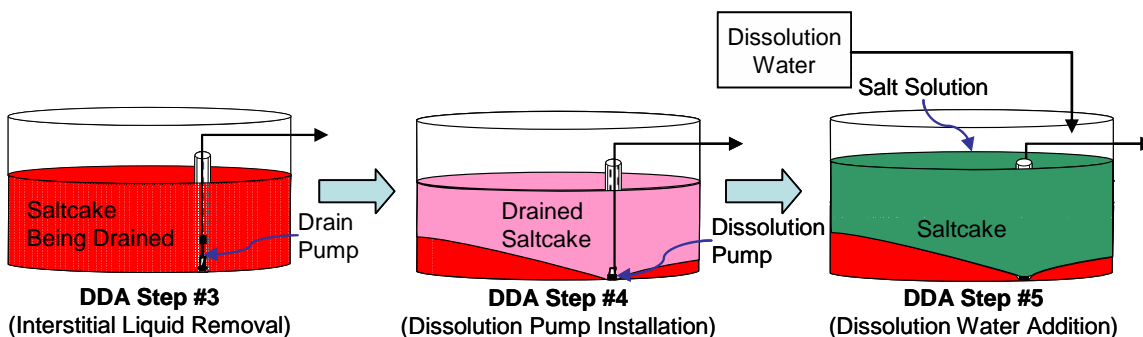 Dissolution
Water
Salt Solution
Saltcake
Being Drained
Drain
Pump
Drained
Saltcake
Dissolution
Pump
Saltcake
DDA Step #3
(Interstitial Liquid Removal)
DDA Step #4
(Dissolution Pump Installation)
DDA Step #5
(Dissolution Water Addition)